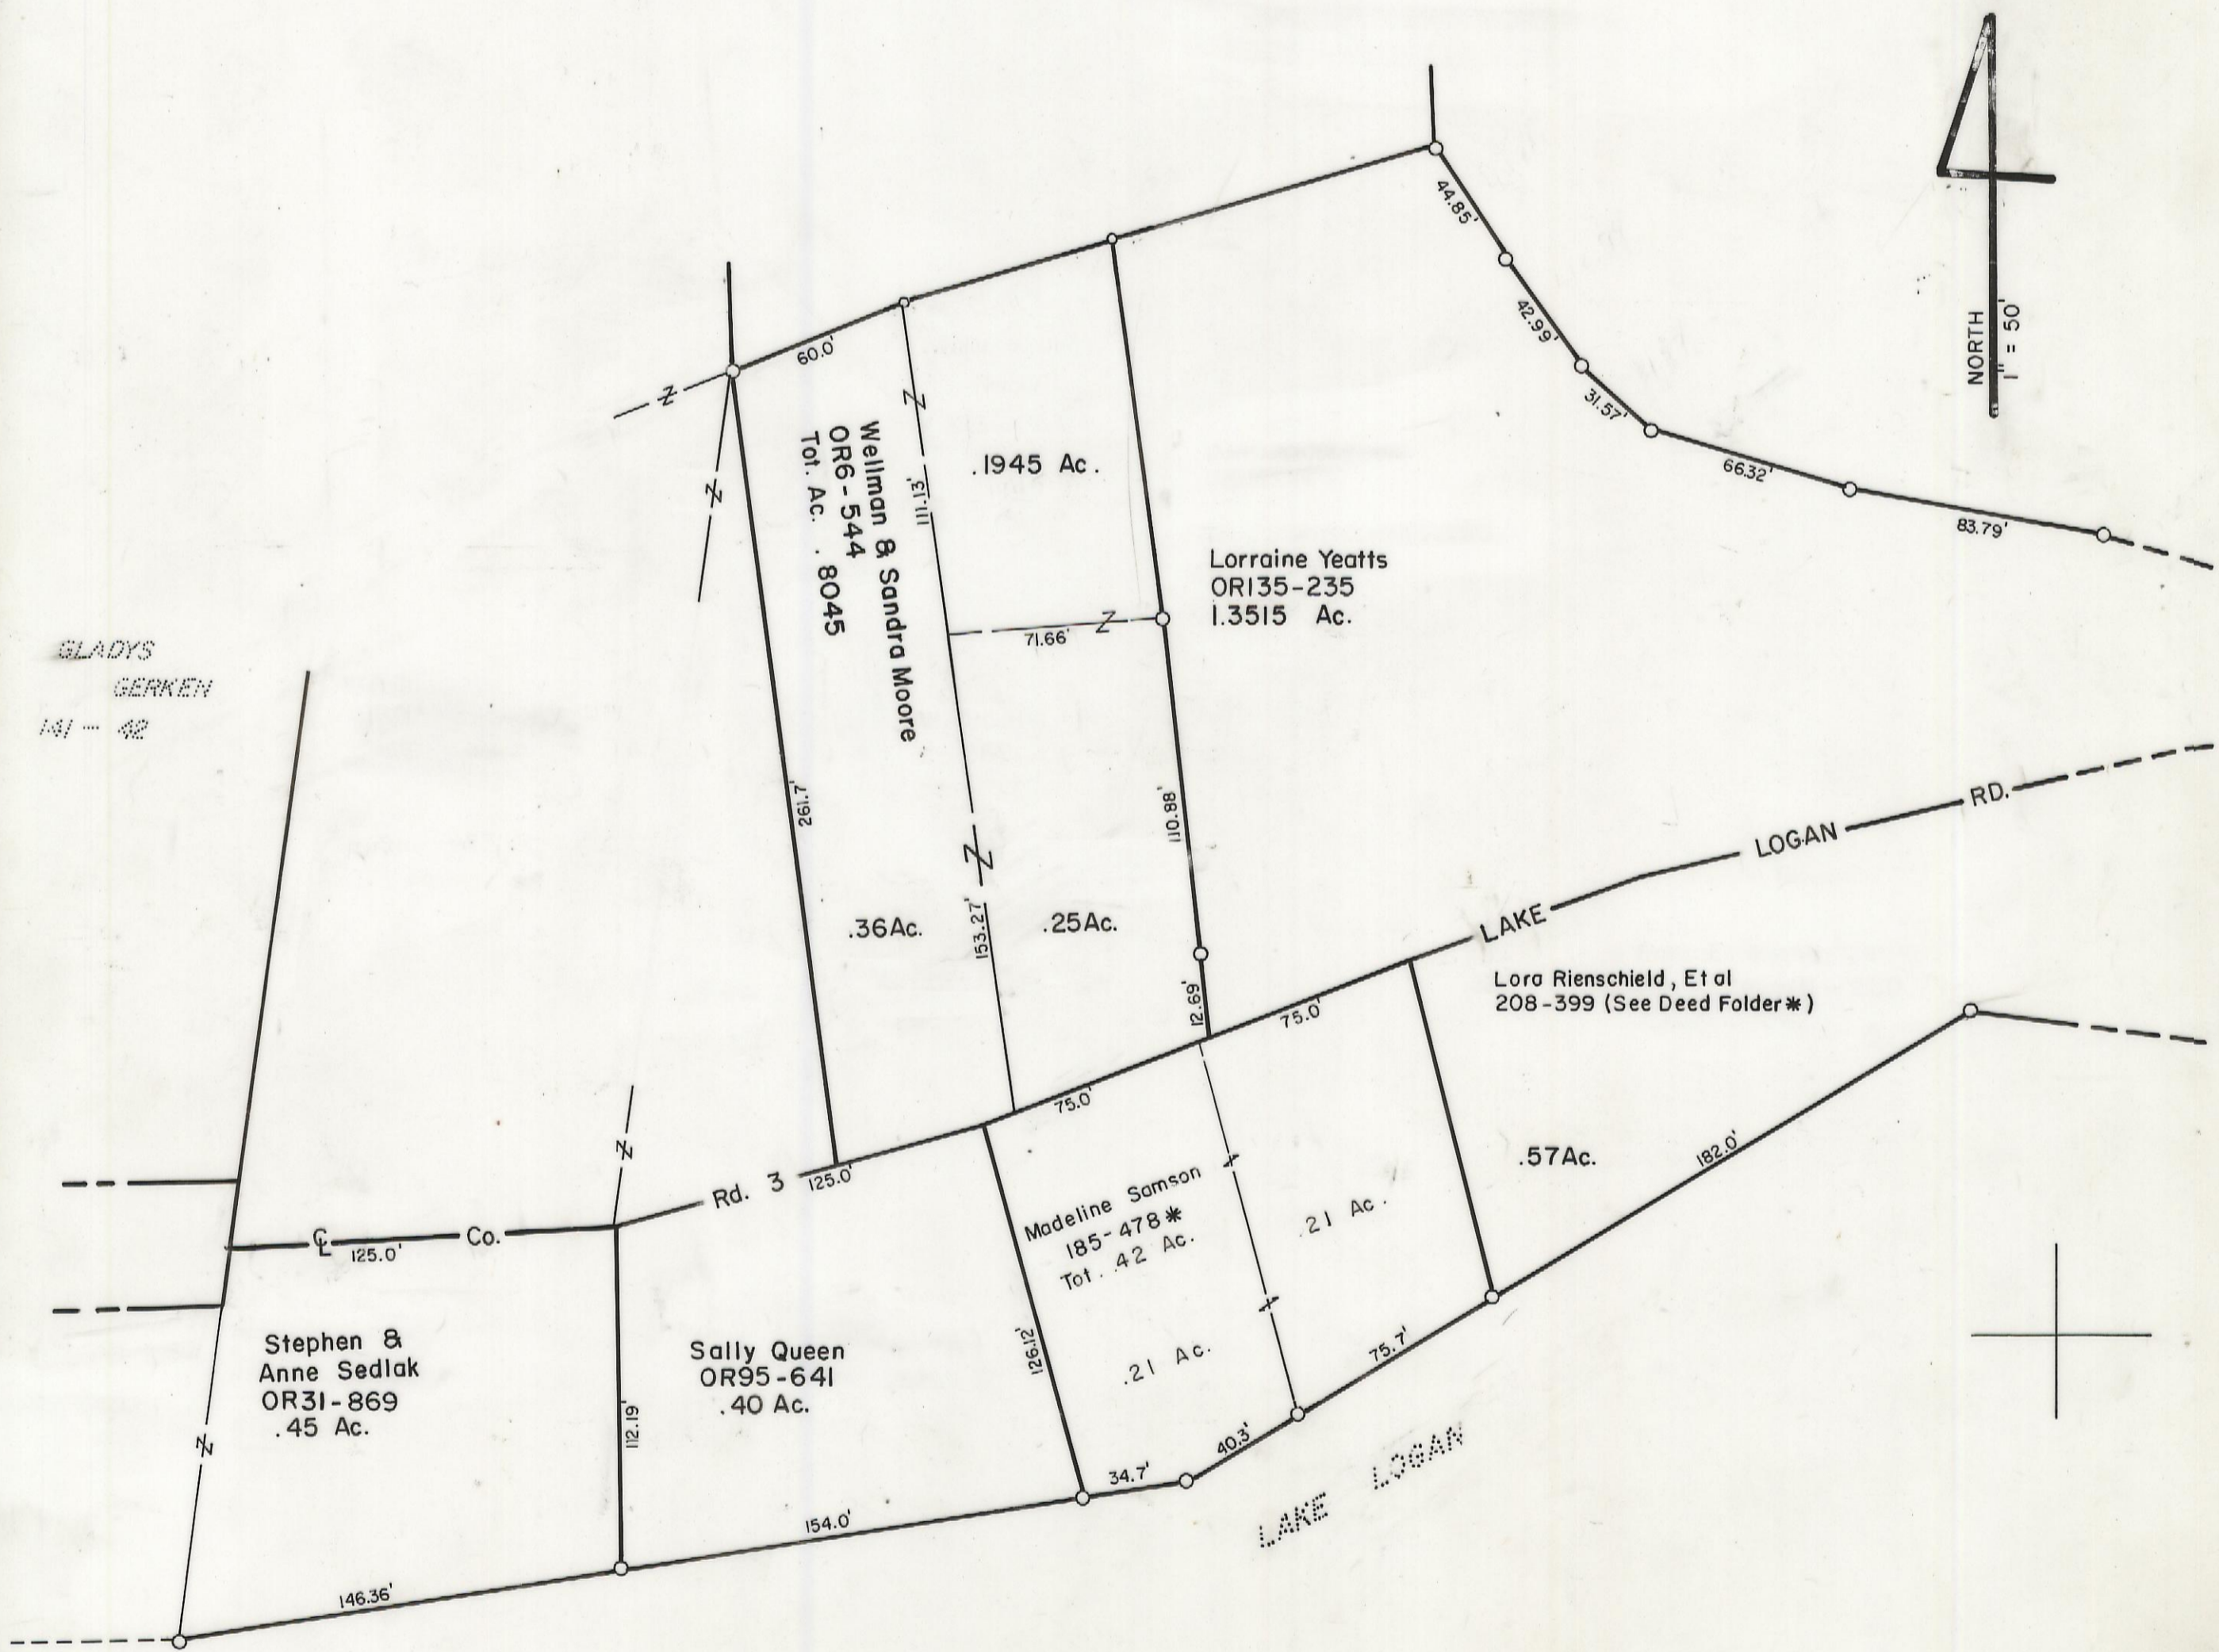 NORTH
1" = 50'
44.85'
42.99'
31.57'
66.32'
83.79'
60.0'
Wellman & Sandra Moore
OR6-544
Tot. Ac. .8045
111.13'
.1945 Ac.
71.66'
Lorraine Yeatts
OR135-235
1.3515 Ac.
GLADYS
GERKEN
141-42
261.7'
110.88'
153.27'
.36Ac.
.25Ac.
12.69'
75.0'
75.0'
℄ Co. Rd. 3 LAKE LOGAN RD.
125.0'
125.0'
Lora Rienschield, Et al
208-399 (See Deed Folder*)
.57Ac.
182.0'
Madeline Samson
185-478*
Tot. .42 Ac.
.21 Ac.
.21 Ac.
126.12'
75.7'
40.3'
34.7'
Stephen &
Anne Sedlak
OR31-869
.45 Ac.
Sally Queen
OR95-641
.40 Ac.
112.19'
154.0'
146.36'
LAKE LOGAN